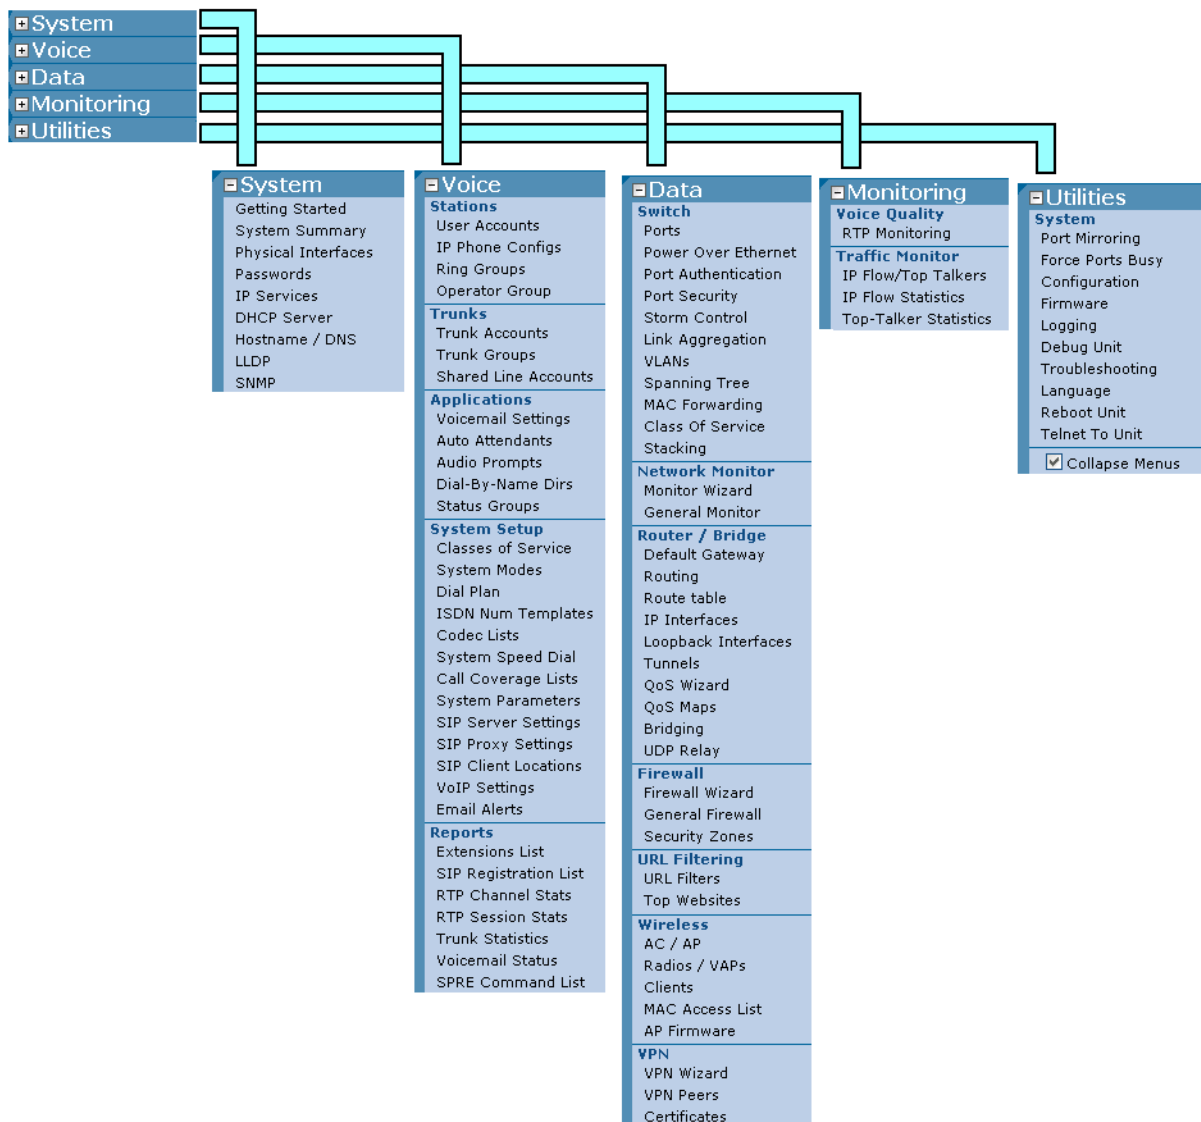 System
Voice
Data
Monitoring
Utilities
System
Getting Started
System Summary
Physical Interfaces
Passwords
IP Services
DHCP Server
Hostname / DNS
LLDP
SNMP
Voice
Stations
User Accounts
IP Phone Configs
Ring Groups
Operator Group
Trunks
Trunk Accounts
Trunk Groups
Shared Line Accounts
Applications
Voicemail Settings
Auto Attendants
Audio Prompts
Dial-By-Name Dirs
Status Groups
System Setup
Classes of Service
System Modes
Dial Plan
ISDN Num Templates
Codec Lists
System Speed Dial
Call Coverage Lists
System Parameters
SIP Server Settings
SIP Proxy Settings
SIP Client Locations
VoIP Settings
Email Alerts
Reports
Extensions List
SIP Registration List
RTP Channel Stats
RTP Session Stats
Trunk Statistics
Voicemail Status
SPRE Command List
Data
Switch
Ports
Power Over Ethernet
Port Authentication
Port Security
Storm Control
Link Aggregation
VLANs
Spanning Tree
MAC Forwarding
Class Of Service
Stacking
Network Monitor
Monitor Wizard
General Monitor
Router / Bridge
Default Gateway
Routing
Route table
IP Interfaces
Loopback Interfaces
Tunnels
QoS Wizard
QoS Maps
Bridging
UDP Relay
Firewall
Firewall Wizard
General Firewall
Security Zones
URL Filtering
URL Filters
Top Websites
Wireless
AC / AP
Radios / VAPs
Clients
MAC Access List
AP Firmware
VPN
VPN Wizard
VPN Peers
Certificates
Monitoring
Voice Quality
RTP Monitoring
Traffic Monitor
IP Flow/Top Talkers
IP Flow Statistics
Top-Talker Statistics
Utilities
System
Port Mirroring
Force Ports Busy
Configuration
Firmware
Logging
Debug Unit
Troubleshooting
Language
Reboot Unit
Telnet To Unit
Collapse Menus